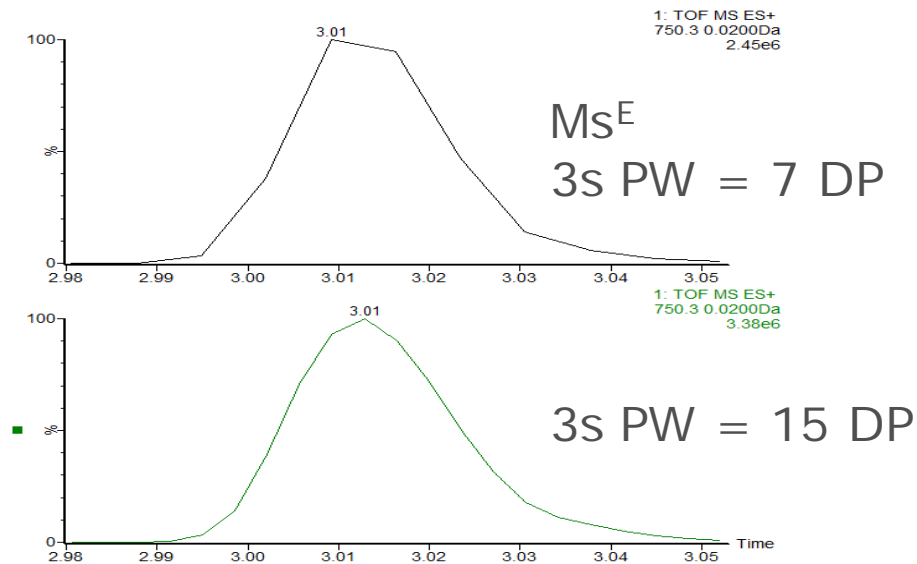 1: TOF MS ES+
750.3 0.0200Da
2.45e6
3.01
100
%
0
Ms^E
3s PW = 7 DP
2.98 2.99 3.00 3.01 3.02 3.03 3.04 3.05
1: TOF MS ES+
750.3 0.0200Da
3.38e6
3.01
100
%
0
3s PW = 15 DP
Time
2.98 2.99 3.00 3.01 3.02 3.03 3.04 3.05